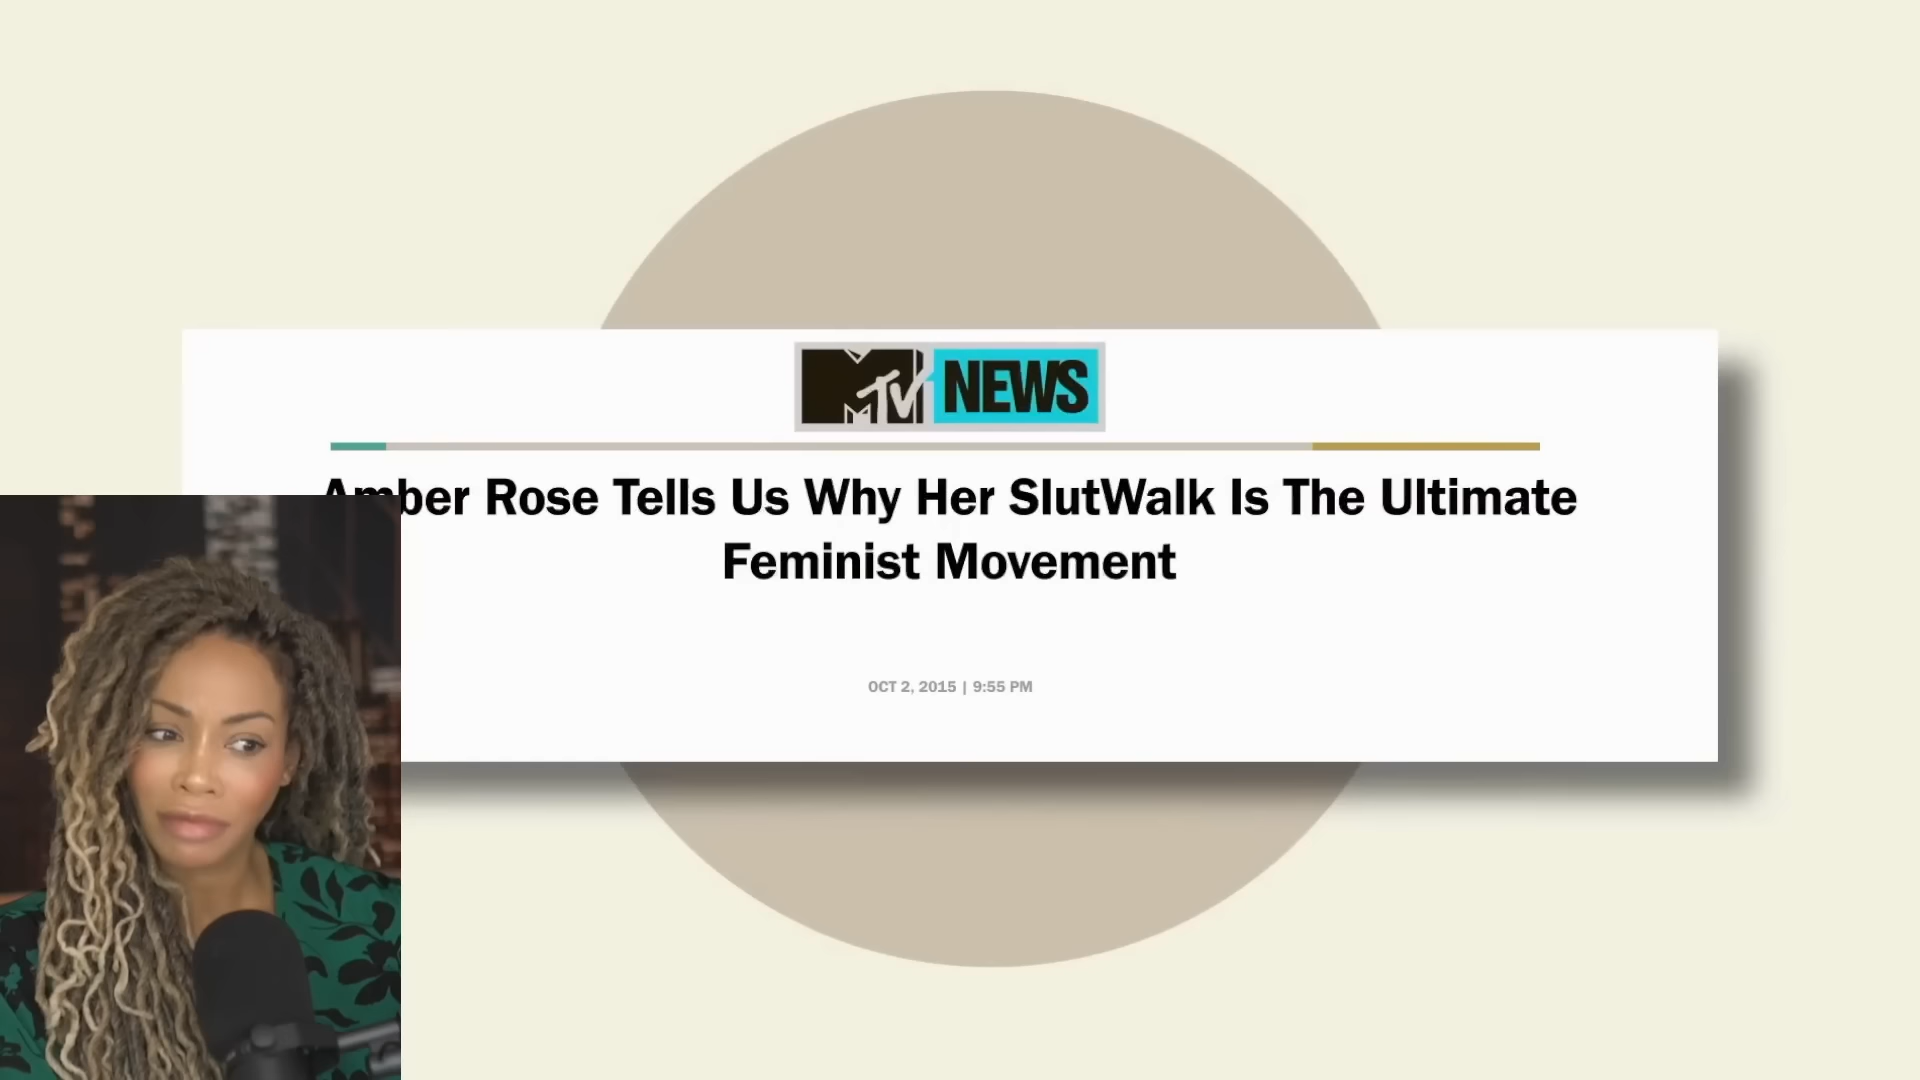 MTV NEWS
Amber Rose Tells Us Why Her SlutWalk Is The Ultimate
Feminist Movement
OCT 2, 2015 | 9:55 PM